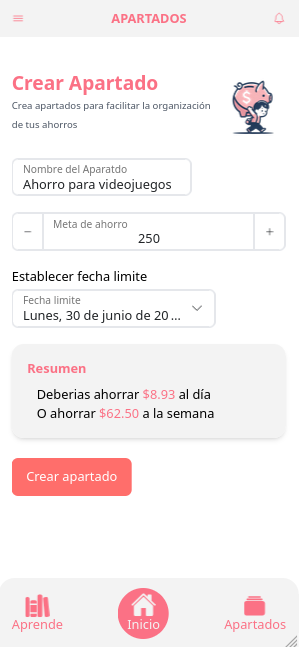 APARTADOS
Crear Apartado
Crea apartados para facilitar la organización
de tus ahorros
Nombre del Aparatdo
Ahorro para videojuegos
Meta de ahorro
− 250 +
Establecer fecha limite
Fecha limite
Lunes, 30 de junio de 20...
Resumen
Deberias ahorrar $8.93 al día
O ahorrar $62.50 a la semana
Crear apartado
Aprende Inicio Apartados